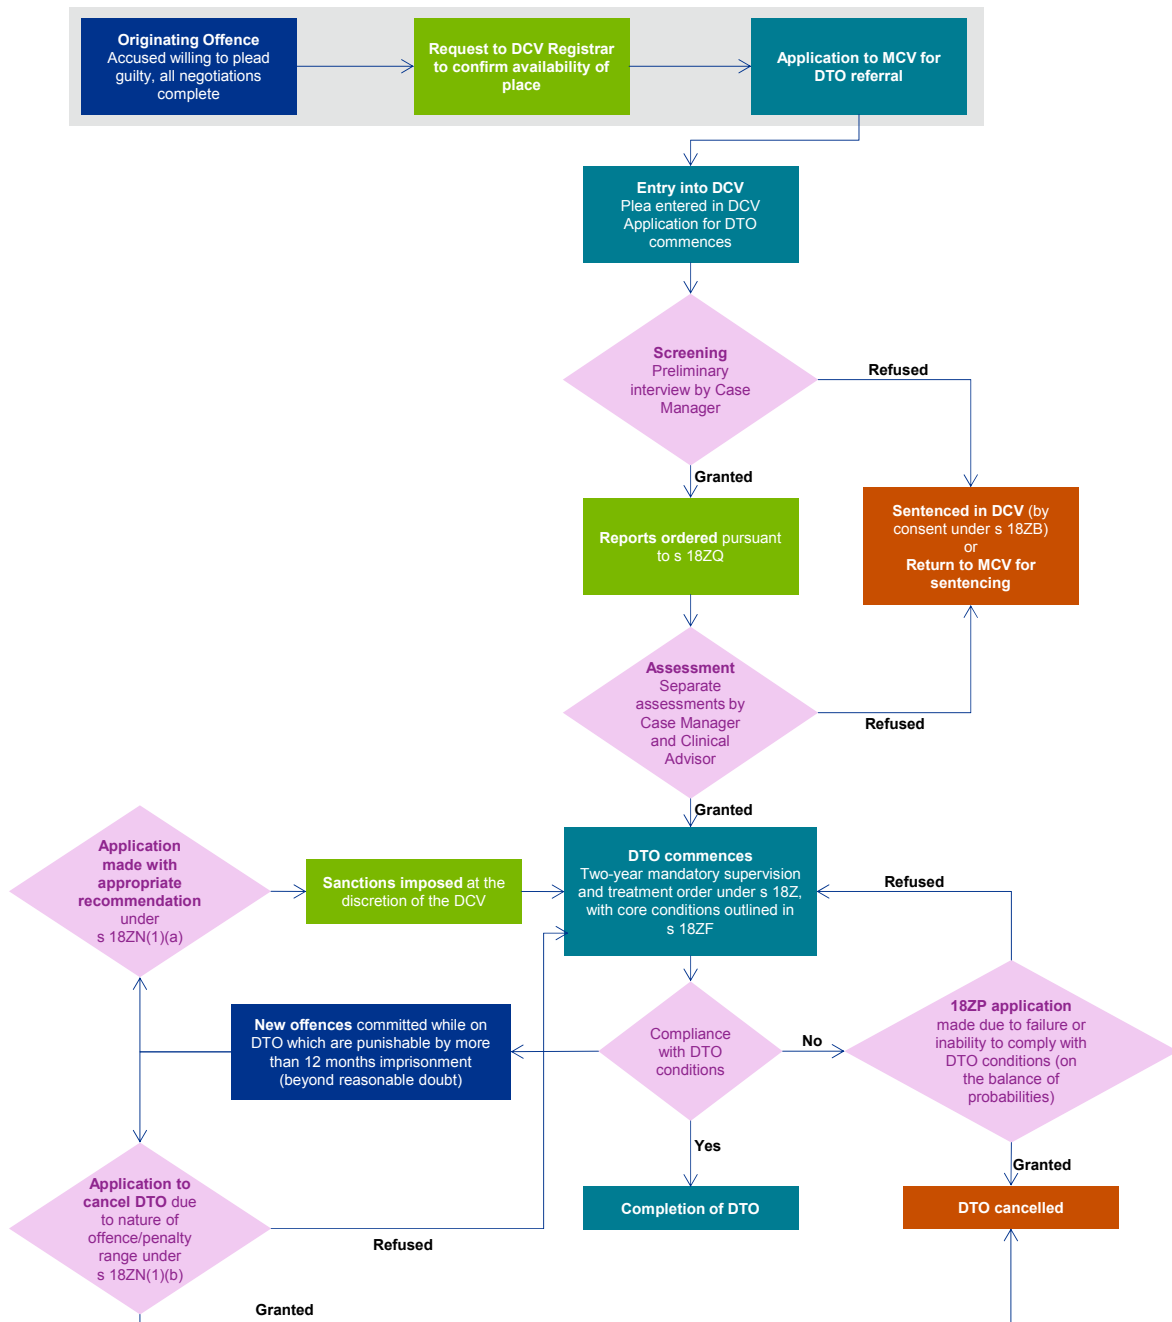 Originating Offence
Accused willing to plead
guilty, all negotiations
complete
Request to DCV Registrar
to confirm availability of
place
Application to MCV for
DTO referral
Entry into DCV
Plea entered in DCV
Application for DTO
commences
Screening
Preliminary
interview by Case
Manager
Refused
Granted
Reports ordered pursuant
to s 18ZQ
Sentenced in DCV (by
consent under s 18ZB)
or
Return to MCV for
sentencing
Assessment
Separate
assessments by
Case Manager
and Clinical
Advisor
Refused
Granted
Application
made with
appropriate
recommendation
under
s 18ZN(1)(a)
Sanctions imposed at the
discretion of the DCV
DTO commences
Two-year mandatory supervision
and treatment order under s 18Z,
with core conditions outlined in
s 18ZF
Refused
New offences committed while on
DTO which are punishable by more
than 12 months imprisonment
(beyond reasonable doubt)
Compliance
with DTO
conditions
No
18ZP application
made due to failure or
inability to comply with
DTO conditions (on
the balance of
probabilities)
Yes
Granted
Application to
cancel DTO due
to nature of
offence/penalty
range under
s 18ZN(1)(b)
Refused
Completion of DTO
DTO cancelled
Granted